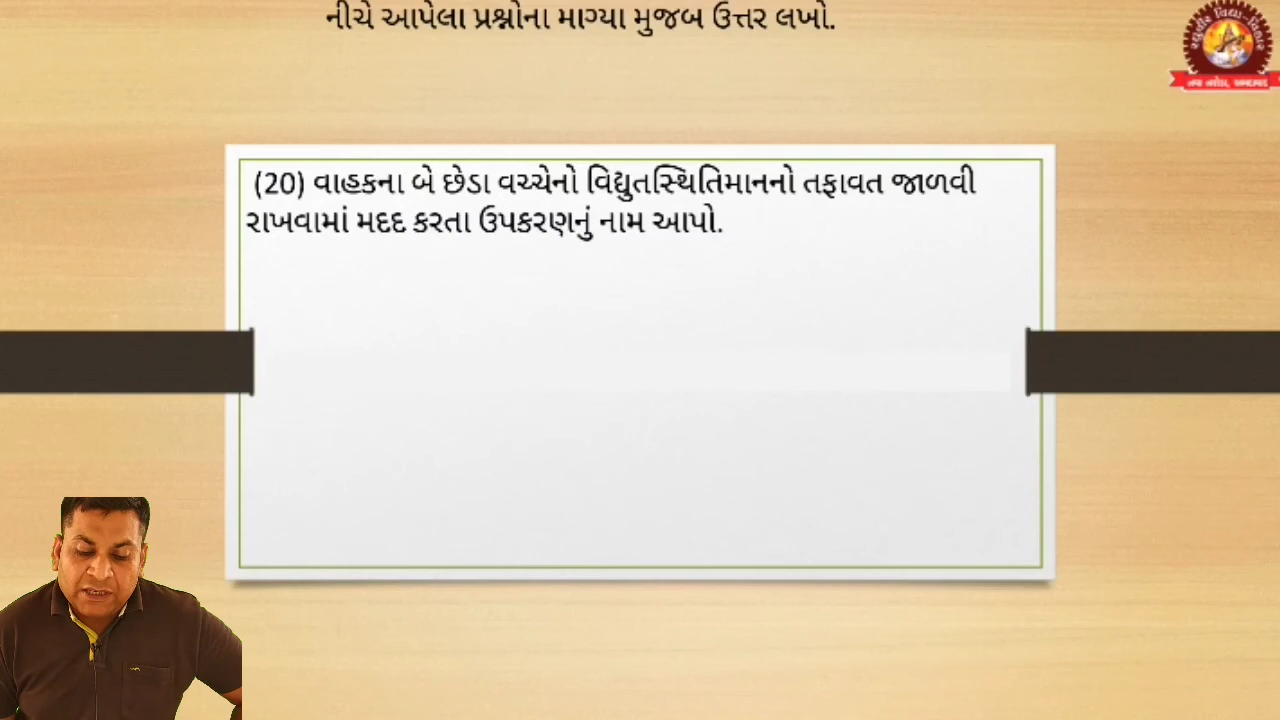 નીચે આપેલા પ્રશ્નોના માગ્યા મુજબ ઉત્તર લખો.
(20) વાહકના બે છેડા વચ્ચેનો વિદ્યુતસ્થિતિમાનનો તફાવત જાળવી
રાખવામાં મદદ કરતા ઉપકરણનું નામ આપો.